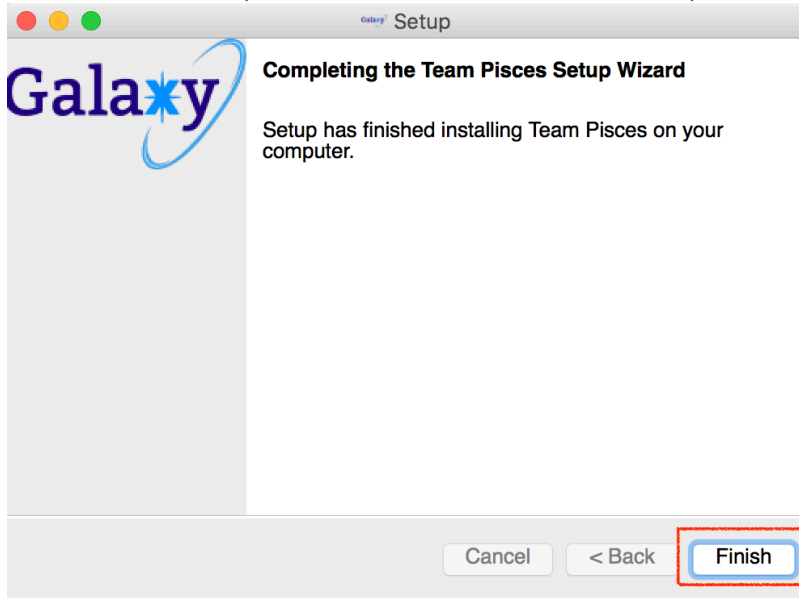 Galaxy Setup
Galaxy
Completing the Team Pisces Setup Wizard
Setup has finished installing Team Pisces on your
computer.
Cancel
< Back
Finish